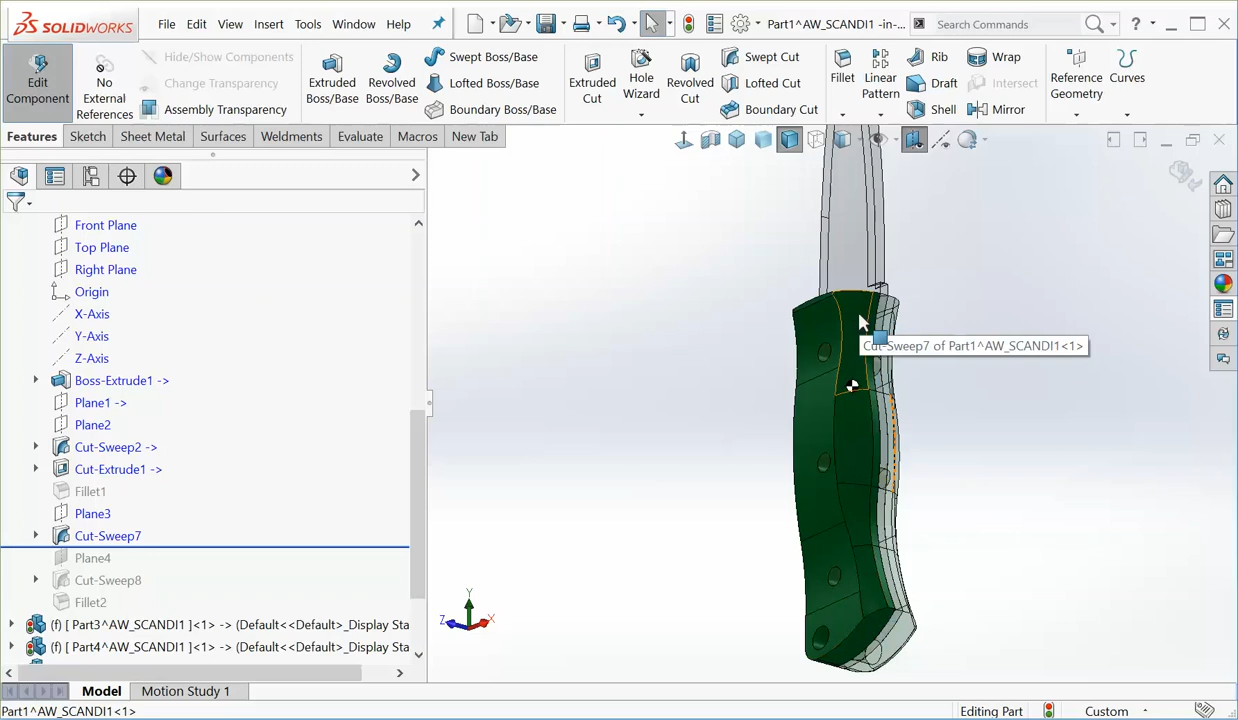 SOLIDWORKS File Edit View Insert Tools Window Help Part1^AW_SCANDI1 -in-... Search Commands ?
Edit Component
No External References
Hide/Show Components
Change Transparency
Assembly Transparency
Extruded Boss/Base
Revolved Boss/Base
Swept Boss/Base
Lofted Boss/Base
Boundary Boss/Base
Extruded Cut
Hole Wizard
Revolved Cut
Swept Cut
Lofted Cut
Boundary Cut
Fillet
Linear Pattern
Rib
Draft
Shell
Wrap
Intersect
Mirror
Reference Geometry
Curves
Features Sketch Sheet Metal Surfaces Weldments Evaluate Macros New Tab
Front Plane
Top Plane
Right Plane
Origin
X-Axis
Y-Axis
Z-Axis
Boss-Extrude1 ->
Plane1 ->
Plane2
Cut-Sweep2 ->
Cut-Extrude1 ->
Fillet1
Plane3
Cut-Sweep7
Plane4
Cut-Sweep8
Fillet2
(f) [ Part3^AW_SCANDI1 ]<1> -> (Default<<Default>_Display Sta
(f) [ Part4^AW_SCANDI1 ]<1> -> (Default<<Default>_Display Sta
Cut-Sweep7 of Part1^AW_SCANDI1<1>
Y
Z X
Model Motion Study 1
Part1^AW_SCANDI1<1> Editing Part Custom